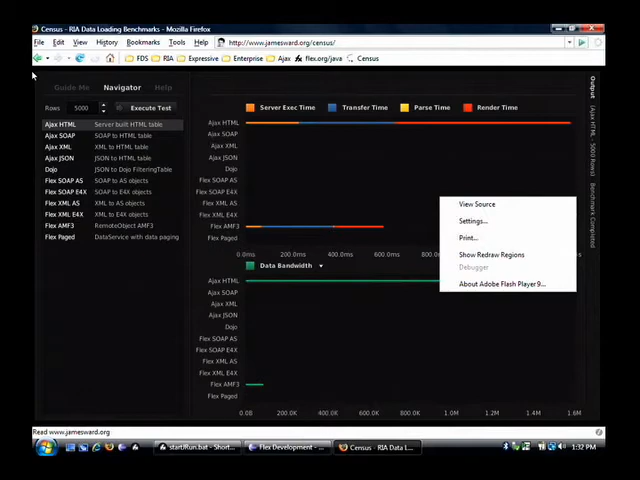 Census - RIA Data Loading Benchmarks - Mozilla Firefox
File Edit View History Bookmarks Tools Help http://www.jamesward.org/census/
FDS RIA Expressive Enterprise Ajax flex.org/java Census
Guide Me Navigator Help
Rows 5000 Execute Test
Ajax HTML Server built HTML table
Ajax SOAP SOAP to HTML table
Ajax XML XML to HTML table
Ajax JSON JSON to HTML table
Dojo JSON to Dojo FilteringTable
Flex SOAP AS SOAP to AS objects
Flex SOAP E4X SOAP to E4X objects
Flex XML AS XML to AS objects
Flex XML E4X XML to E4X objects
Flex AMF3 RemoteObject AMF3
Flex Paged DataService with data paging
Server Exec Time Transfer Time Parse Time Render Time
Ajax HTML
Ajax SOAP
Ajax XML
Ajax JSON
Dojo
Flex SOAP AS
Flex SOAP E4X
Flex XML AS
Flex XML E4X
Flex AMF3
Flex Paged
0.0ms 200.0ms 400.0ms 600.0ms
View Source
Settings...
Print...
Show Redraw Regions
Debugger
About Adobe Flash Player 9...
Data Bandwidth
Ajax HTML
Ajax SOAP
Ajax XML
Ajax JSON
Dojo
Flex SOAP AS
Flex SOAP E4X
Flex XML AS
Flex XML E4X
Flex AMF3
Flex Paged
0.0B 200.0K 400.0K 600.0K 800.0K 1.0M 1.2M 1.4M 1.6M
Output (Ajax HTML - 5000 Rows) Benchmark Completed
Read www.jamesward.org
start/Run.bat - Short... Flex Development - ... Census - RIA Data L... 1:32 PM